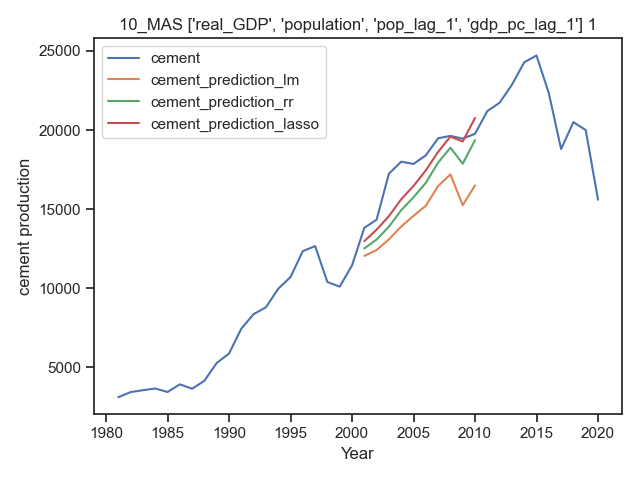 10_MAS ['real_GDP', 'population', 'pop_lag_1', 'gdp_pc_lag_1'] 1
cement
cement_prediction_lm
cement_prediction_rr
cement_prediction_lasso
25000
20000
15000
10000
5000
cement production
1980 1985 1990 1995 2000 2005 2010 2015 2020
Year